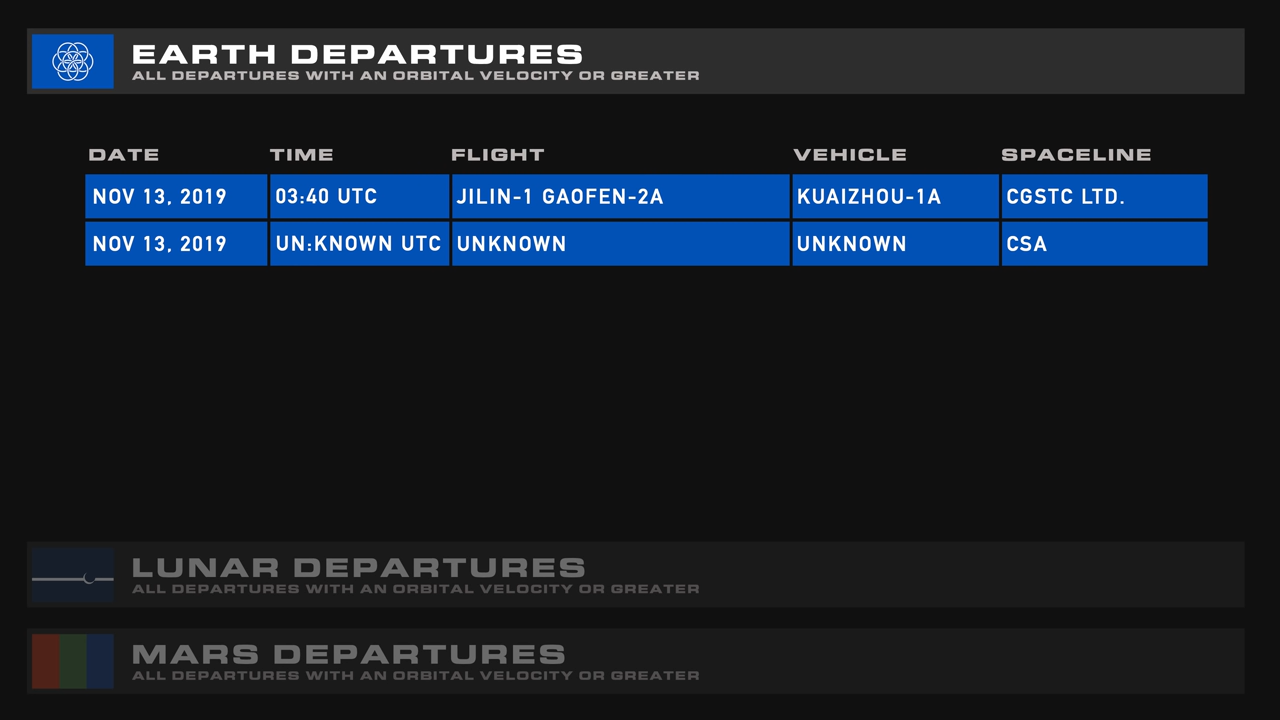 EARTH DEPARTURES
ALL DEPARTURES WITH AN ORBITAL VELOCITY OR GREATER
DATE TIME FLIGHT VEHICLE SPACELINE
NOV 13, 2019 03:40 UTC JILIN-1 GAOFEN-2A KUAIZHOU-1A CGSTC LTD.
NOV 13, 2019 UN:KNOWN UTC UNKNOWN UNKNOWN CSA
LUNAR DEPARTURES
ALL DEPARTURES WITH AN ORBITAL VELOCITY OR GREATER
MARS DEPARTURES
ALL DEPARTURES WITH AN ORBITAL VELOCITY OR GREATER